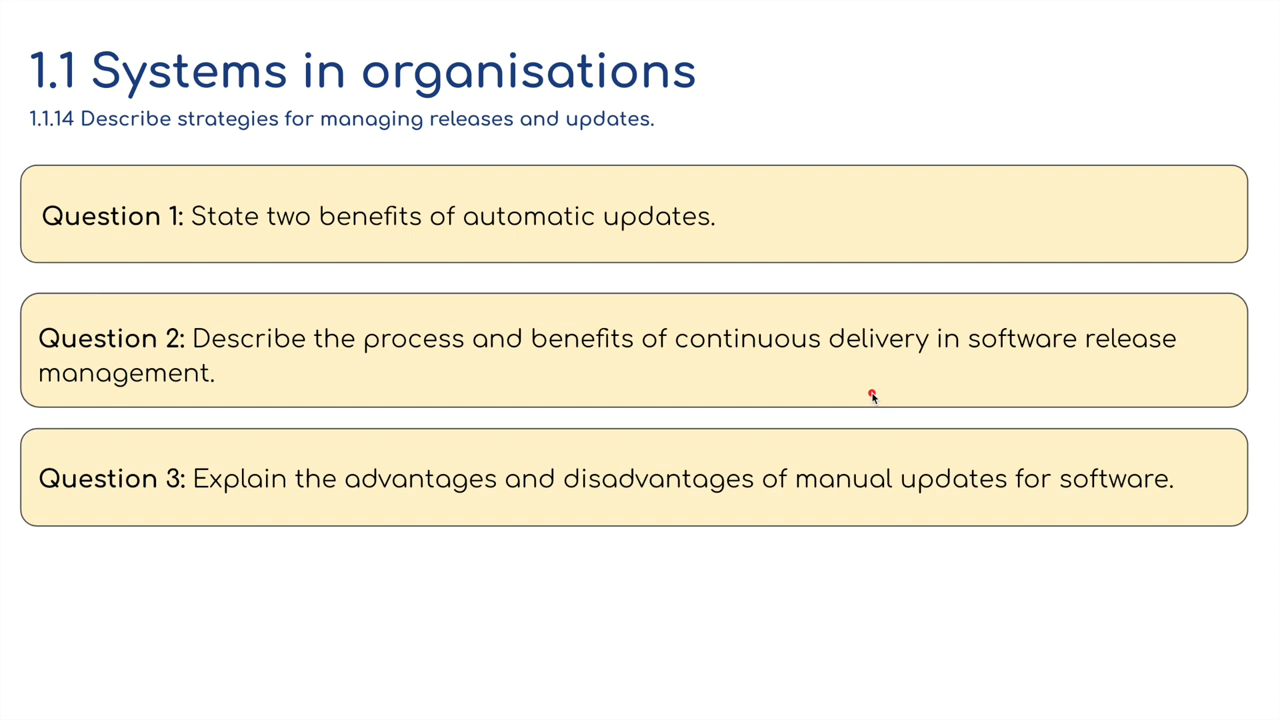 1.1 Systems in organisations
1.1.14 Describe strategies for managing releases and updates.
Question 1: State two benefits of automatic updates.
Question 2: Describe the process and benefits of continuous delivery in software release
management.
Question 3: Explain the advantages and disadvantages of manual updates for software.